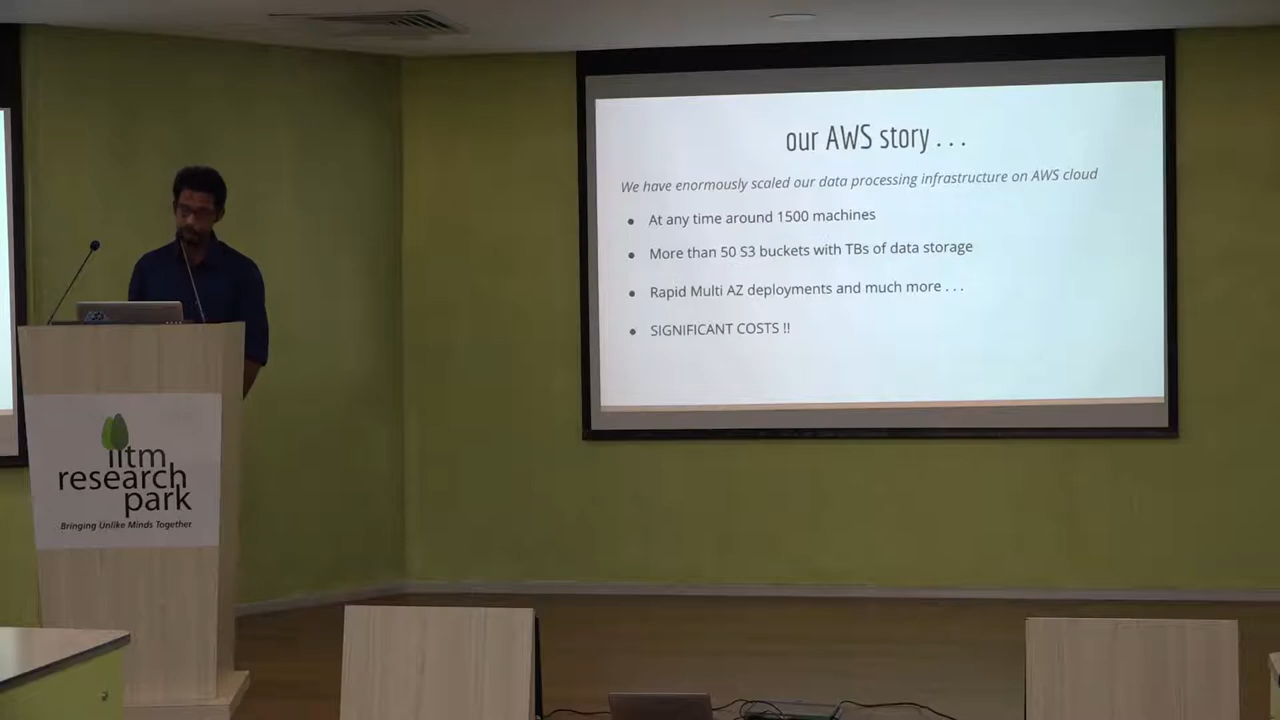 our AWS story . . .
We have enormously scaled our data processing infrastructure on AWS cloud
● At any time around 1500 machines
● More than 50 S3 buckets with TBs of data storage
● Rapid Multi AZ deployments and much more . . .
● SIGNIFICANT COSTS !!
iitm
research
park
Bringing Unlike Minds Together